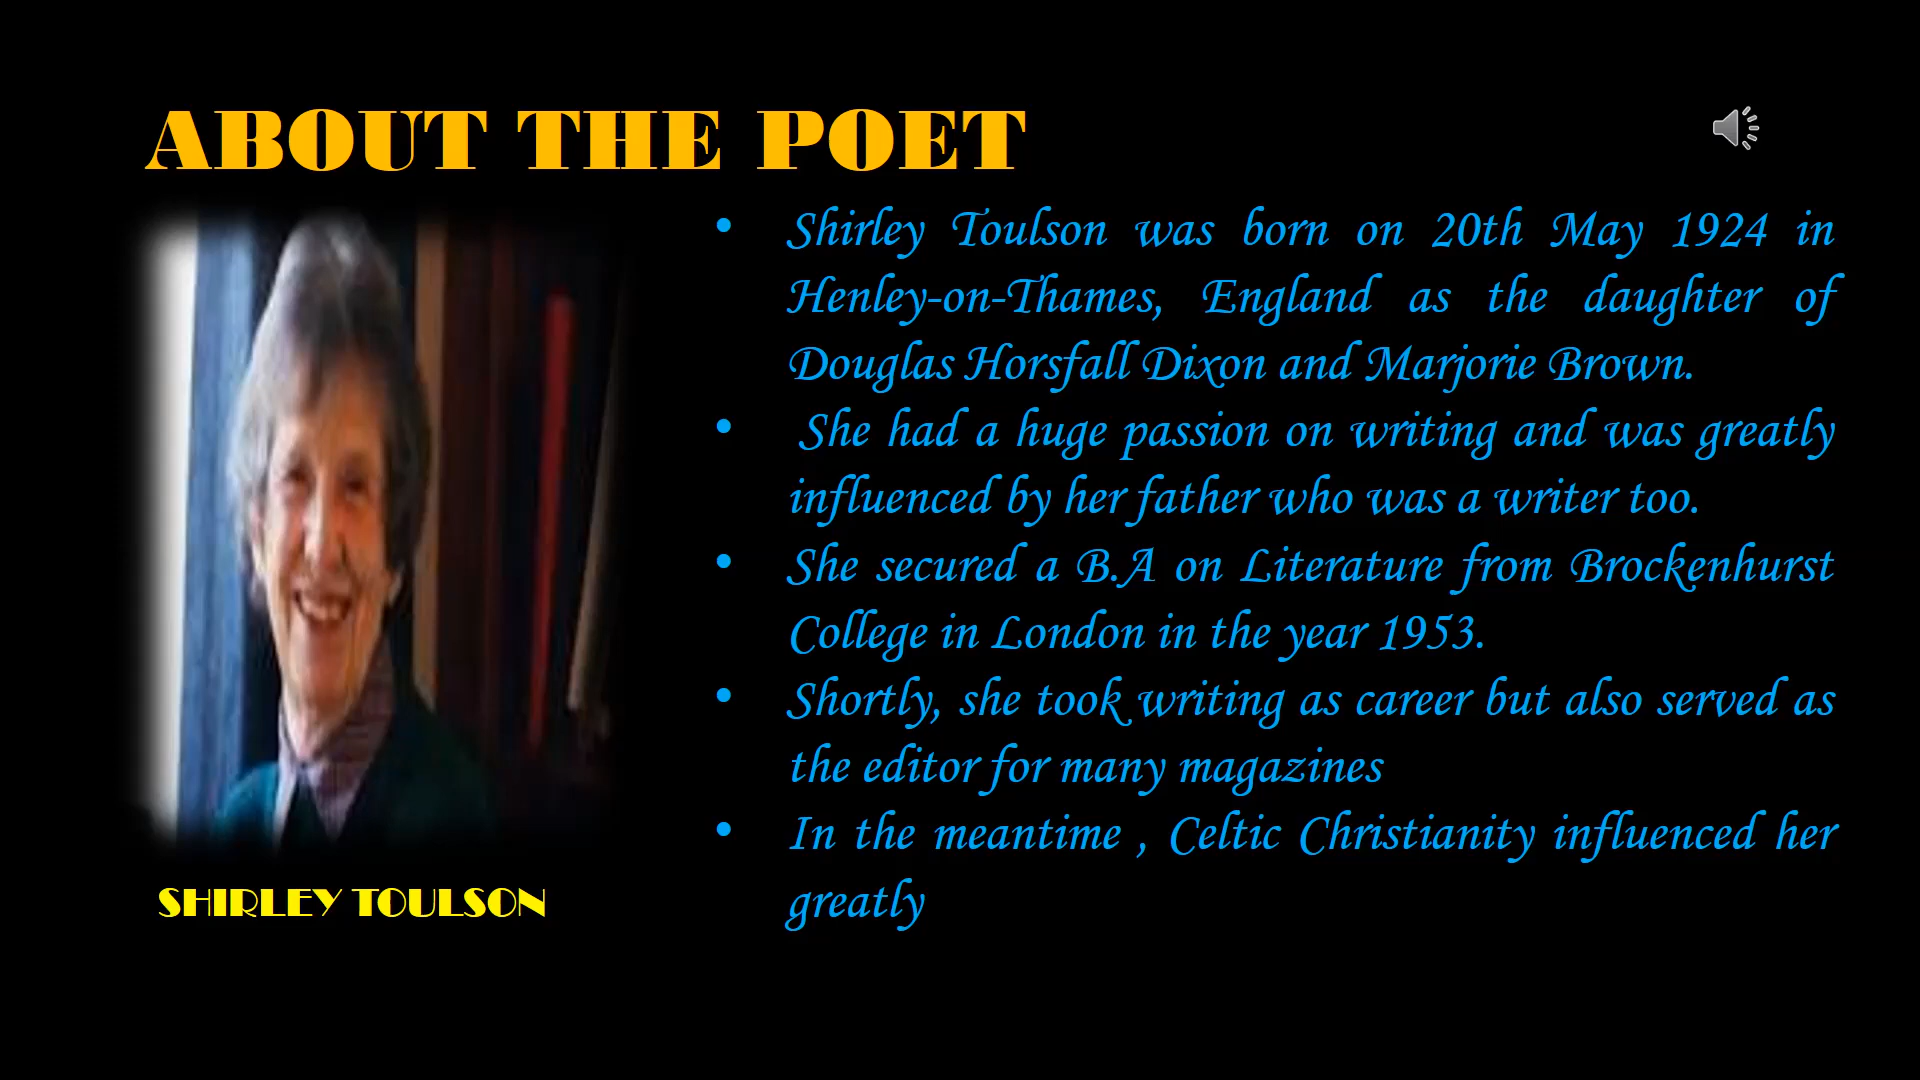 ABOUT THE POET
Shirley Toulson was born on 20th May 1924 in
Henley-on-Thames, England as the daughter of
Douglas Horsfall Dixon and Marjorie Brown.
She had a huge passion on writing and was greatly
influenced by her father who was a writer too.
She secured a B.A on Literature from Brockenhurst
College in London in the year 1953.
Shortly, she took writing as career but also served as
the editor for many magazines
In the meantime , Celtic Christianity influenced her
greatly
SHIRLEY TOULSON